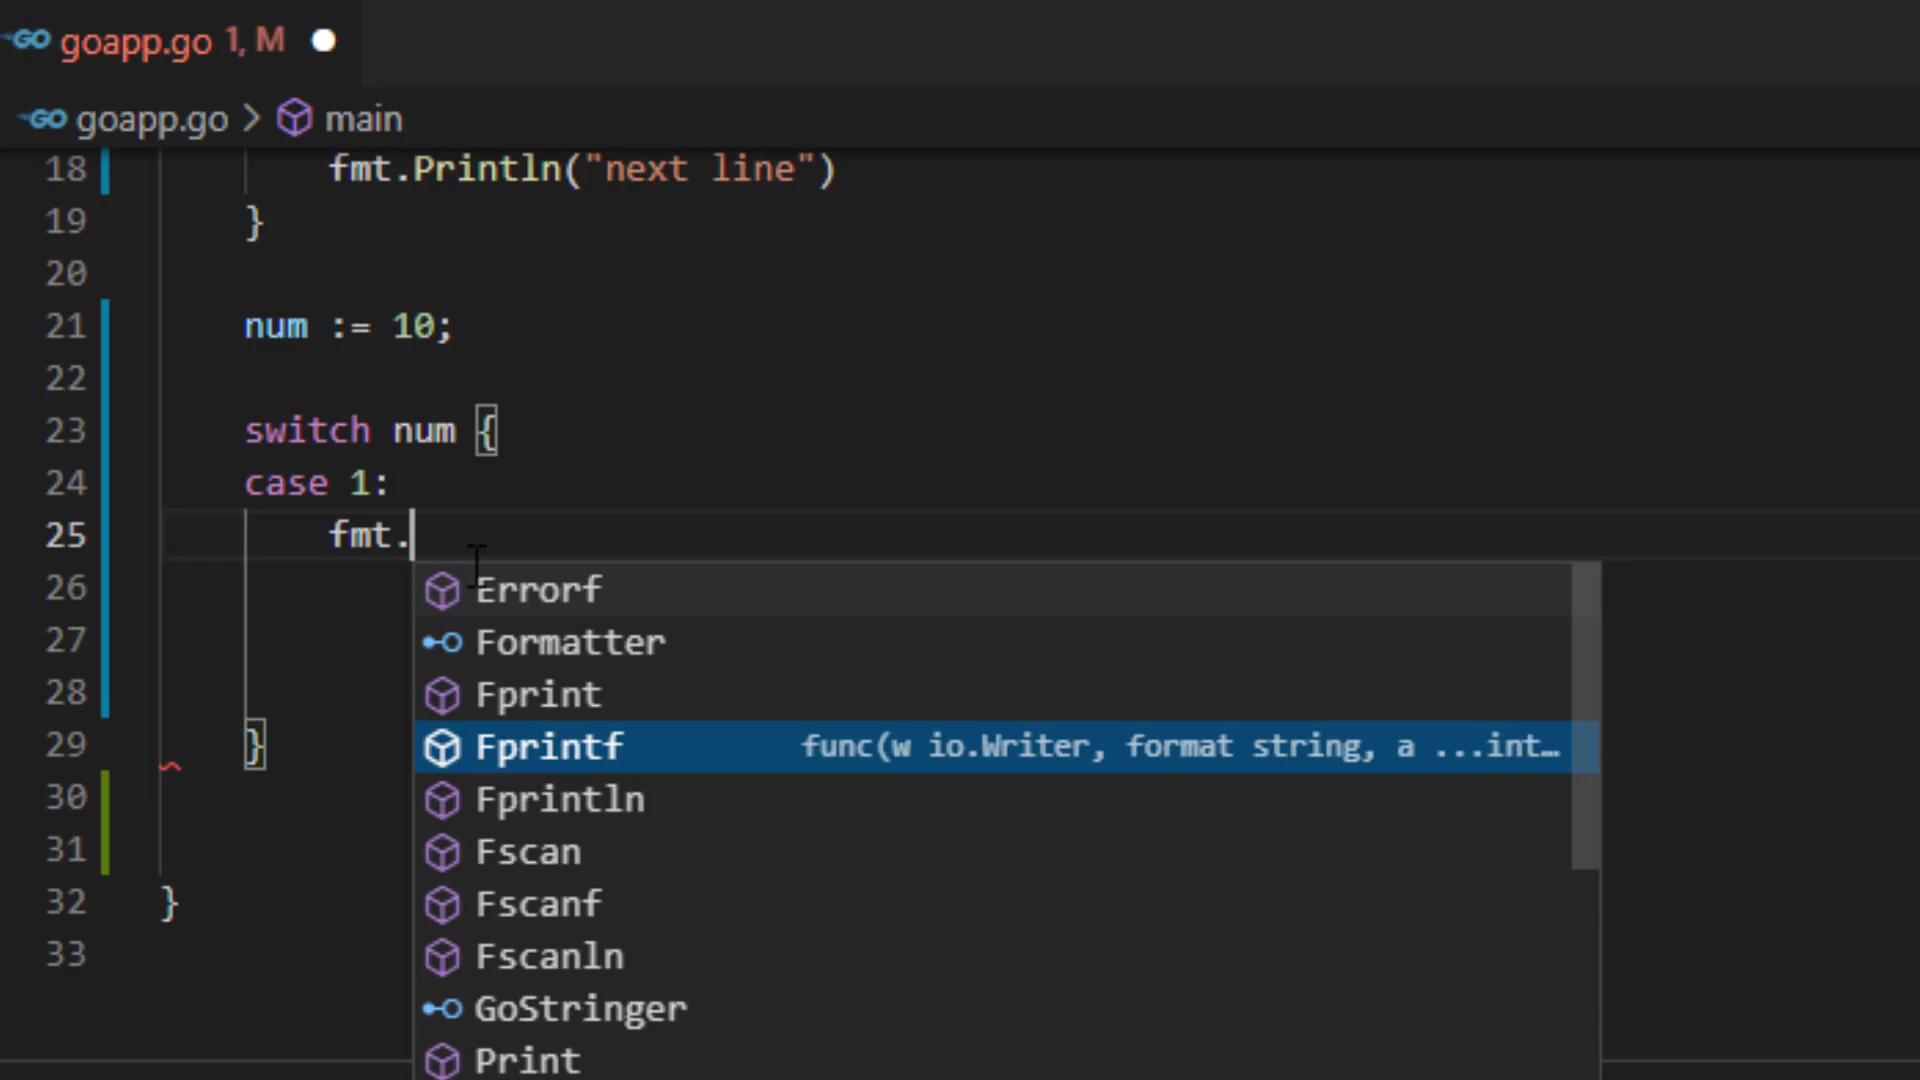 GO goapp.go 1, M
GO goapp.go > main
18 fmt.Println("next line")
19 }
20
21 num := 10;
22
23 switch num {
24 case 1:
25 fmt.
26 Errorf
27 Formatter
28 Fprint
29 } Fprintf func(w io.Writer, format string, a ...int…
30 Fprintln
31 Fscan
32 } Fscanf
33 Fscanln
GoStringer
Print